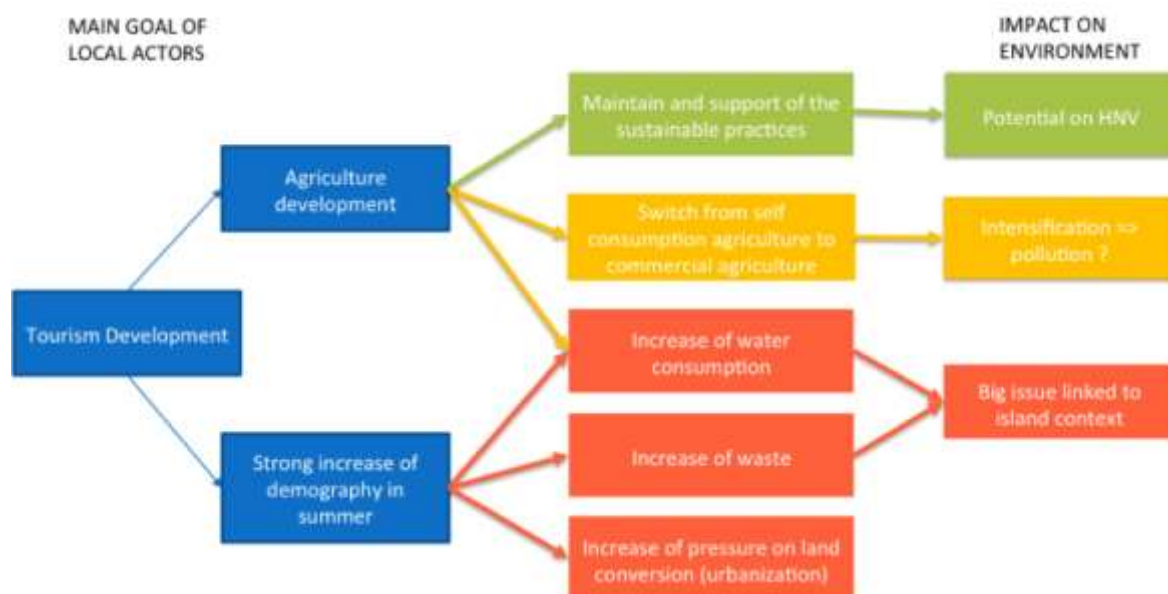 MAIN GOAL OF
LOCAL ACTORS
IMPACT ON
ENVIRONMENT
Maintain and support of the
sustainable practices
Potential on HNV
Agriculture
development
Switch from self
consumption agriculture to
commercial agriculture
Intensification =>
pollution ?
Tourism Development
Increase of water
consumption
Big issue linked to
island context
Strong increase of
demography in
summer
Increase of waste
Increase of pressure on land
conversion (urbanization)